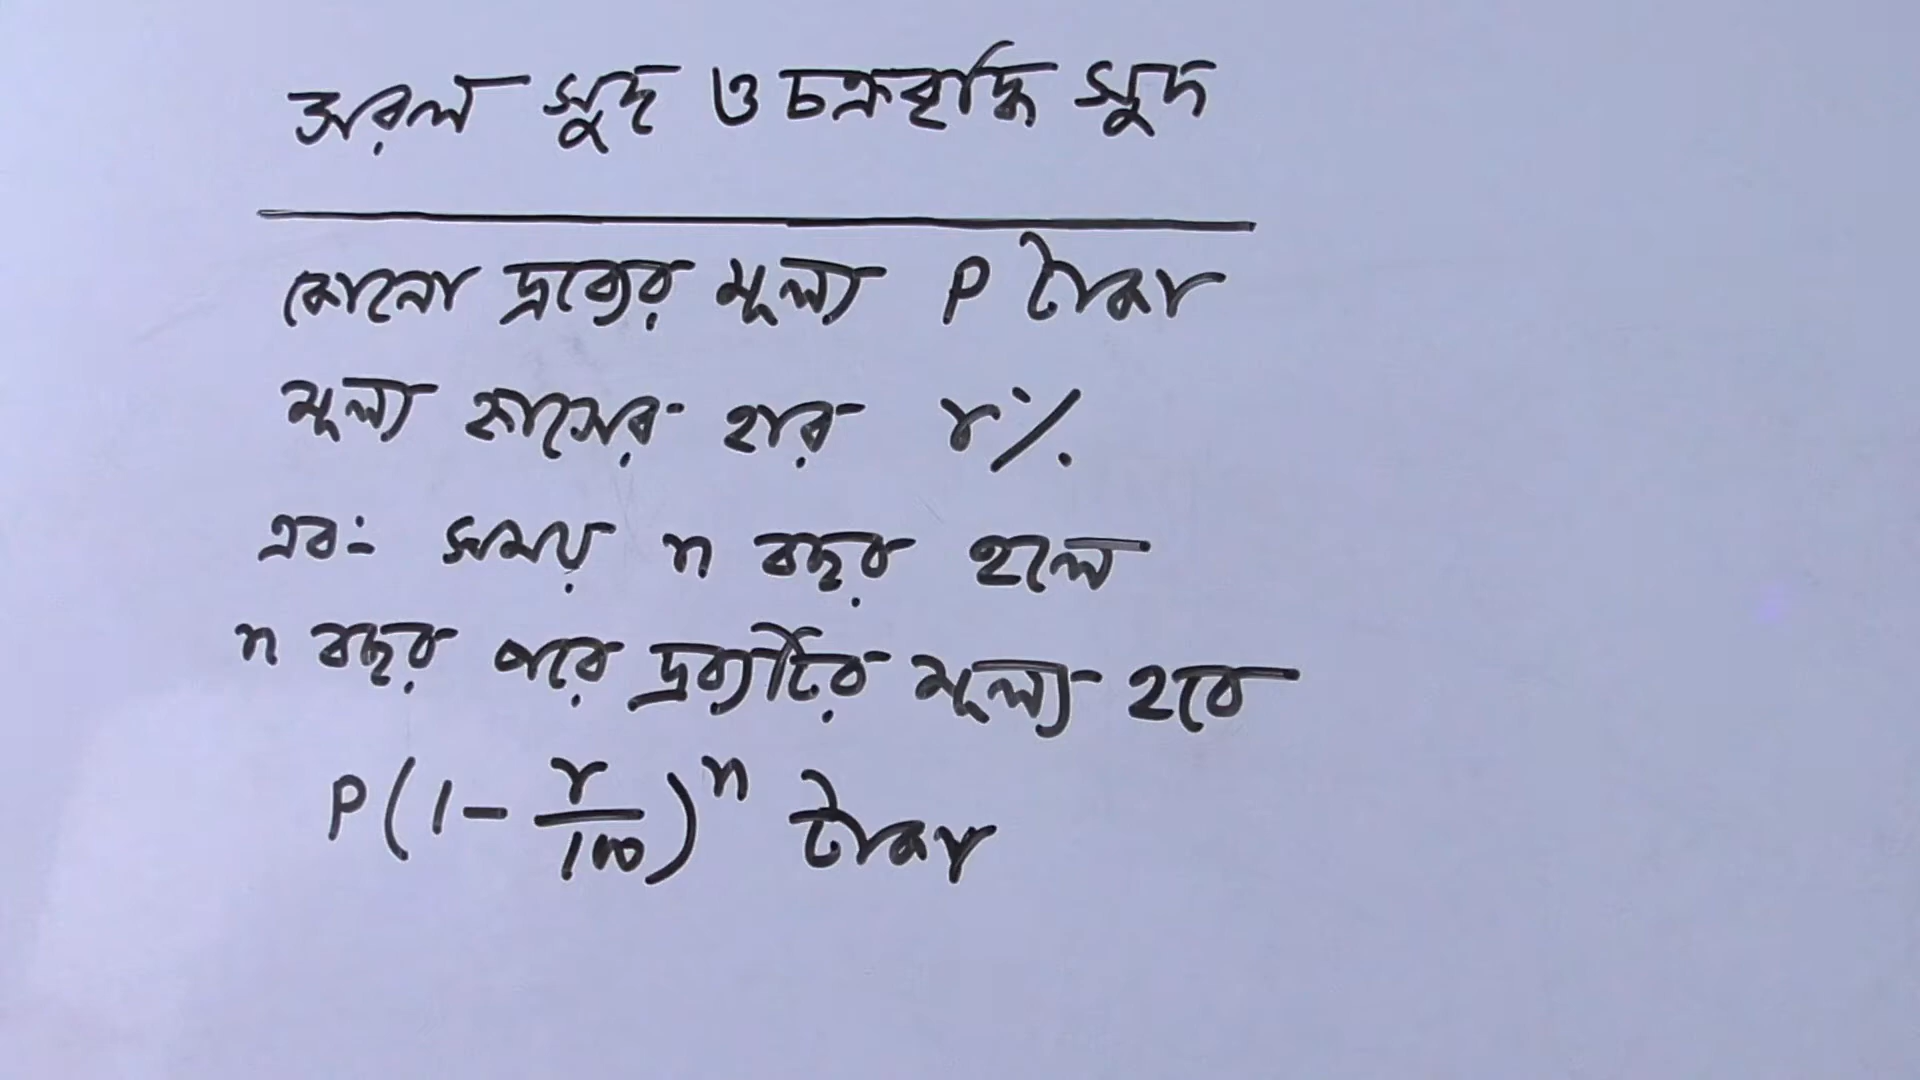 সরল সুদ ও চক্রবৃদ্ধি সুদ
কোনো দ্রব্যের মূল্য P টাকা
মূল্য হ্রাসের হার r%
এবং সময় n বছর হলে
n বছর পরে দ্রব্যটির মূল্য হবে
P(1 - r/100)^n টাকা